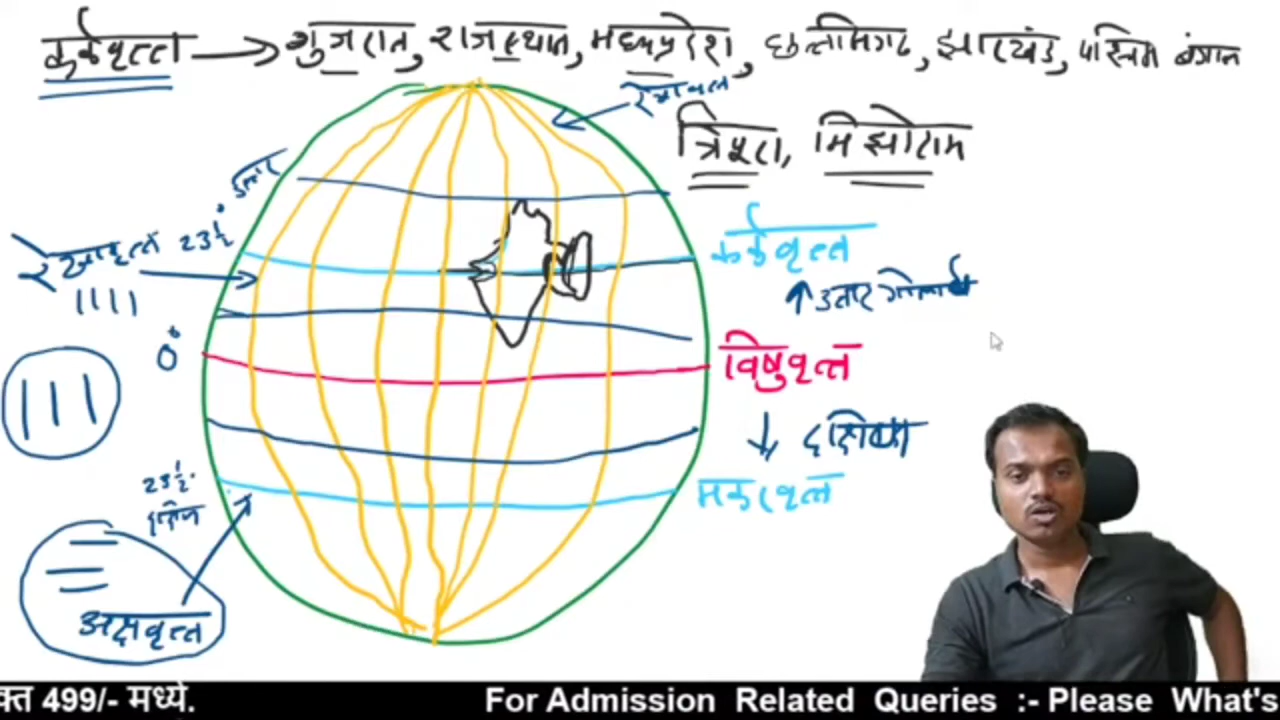 कर्कवृत्त → गुजरात, राजस्थान, मध्यप्रदेश, छत्तीसगढ, झारखंड, पश्चिम बंगाल
रेखावृत्त
त्रिपुरा, मिझोराम
उत्तर
23½°
रेखावृत्त
कर्कवृत्त
↑ उत्तर गोलार्ध
0°
विषुववृत्त
↓ दक्षिण
23½°
दक्षिण
मकरवृत्त
अक्षवृत्त
क्त 499/- मध्ये. For Admission Related Queries :- Please What's